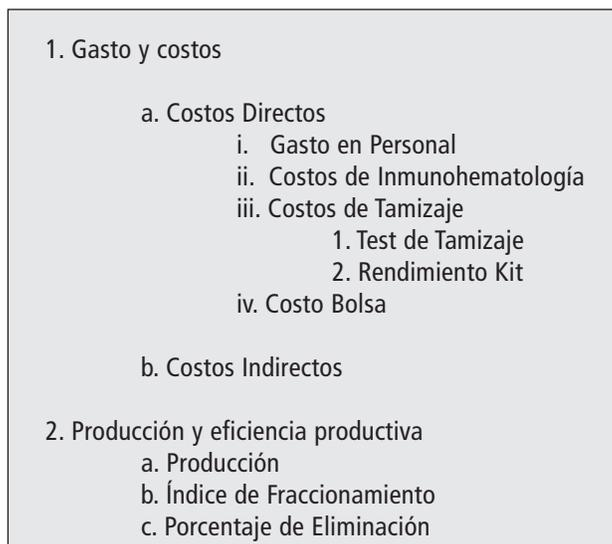 1. Gasto y costos
a. Costos Directos
i. Gasto en Personal
ii. Costos de Inmunohematología
iii. Costos de Tamizaje
1. Test de Tamizaje
2. Rendimiento Kit
iv. Costo Bolsa
b. Costos Indirectos
2. Producción y eficiencia productiva
a. Producción
b. Índice de Fraccionamiento
c. Porcentaje de Eliminación